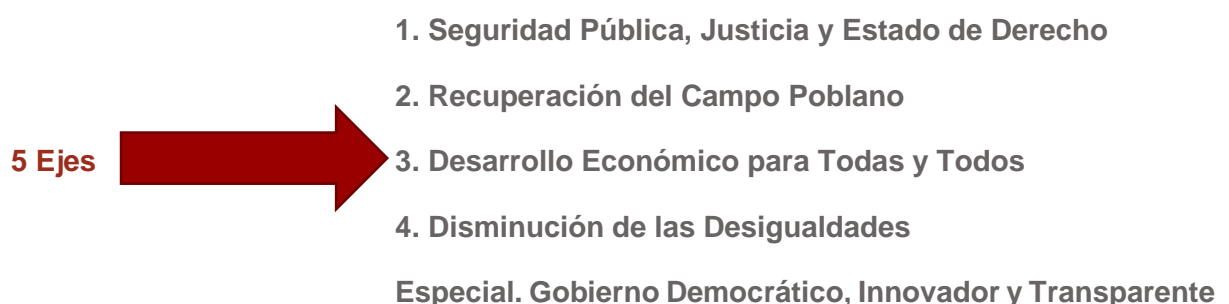 1. Seguridad Pública, Justicia y Estado de Derecho
2. Recuperación del Campo Poblano
5 Ejes
3. Desarrollo Económico para Todas y Todos
4. Disminución de las Desigualdades
Especial. Gobierno Democrático, Innovador y Transparente